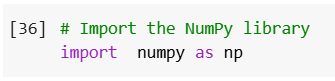 [36] # Import the NumPy library
import  numpy as np